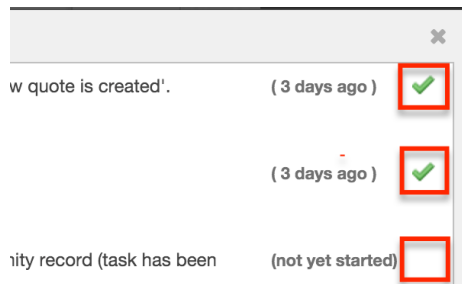 w quote is created'. ( 3 days ago )
( 3 days ago )
nity record (task has been (not yet started)